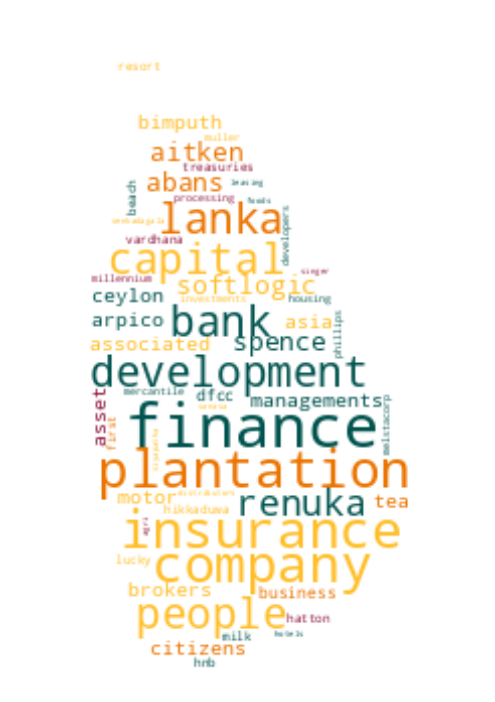 resort
bimputh
muller
aitken
treasuries
abans
leasing
beach
processing
foods
lanka
developers
vardhana
capital
singer
millennium
softlogic
ceylon
investments
housing
arpico
bank
asia
phillips
associated
spence
development
mercantile
dfcc
managements
asset
first
finance
melstacorp
plantation
motor
distributors
renuka
tea
hikkaduwa
agri
insurance
lucky
company
brokers
business
people
hatton
milk
hotels
citizens
hnb